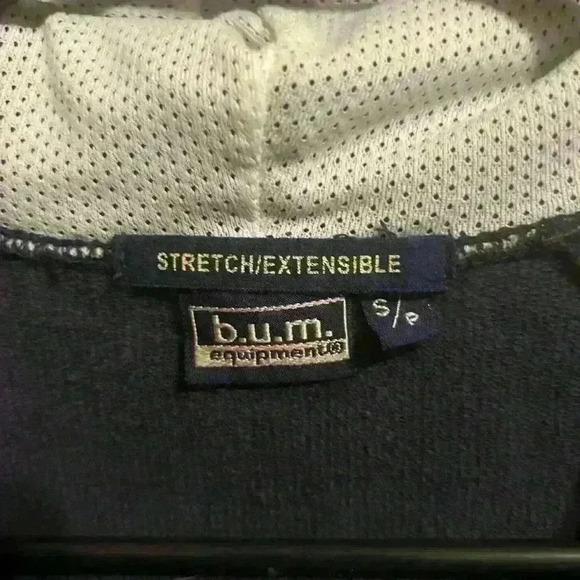 STRETCH/EXTENSIBLE
b.u.m.
equipment®
S/P